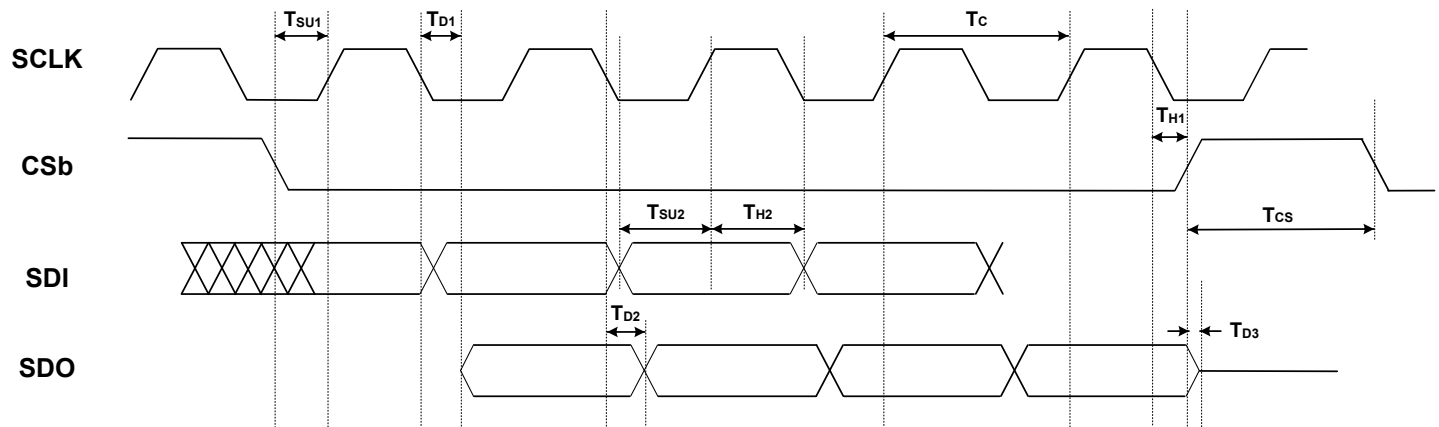 TSU1
TD1
TC
SCLK
TH1
CSb
TSU2
TH2
TCS
SDI
TD2
TD3
SDO